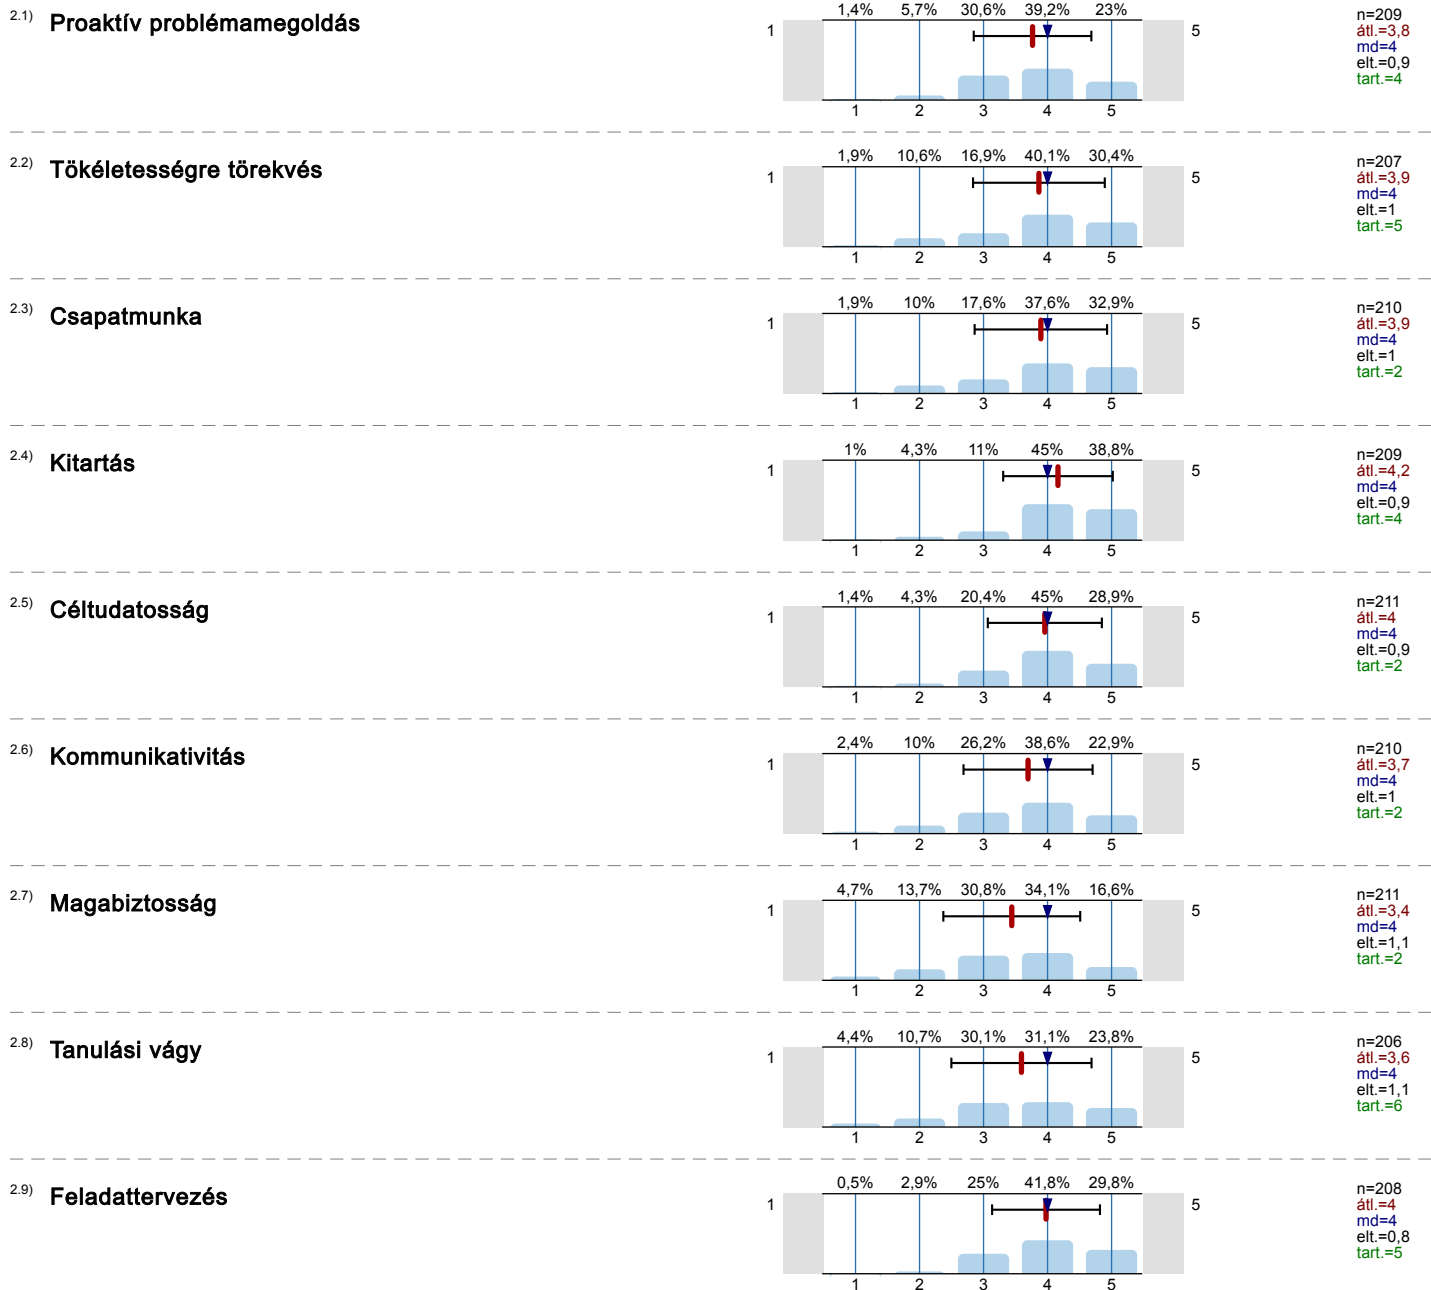 2.1) Proaktív problémamegoldás
1,4% 5,7% 30,6% 39,2% 23%
1 5
1 2 3 4 5
n=209
átl.=3,8
md=4
elt.=0,9
tart.=4
2.2) Tökéletességre törekvés
1,9% 10,6% 16,9% 40,1% 30,4%
1 5
1 2 3 4 5
n=207
átl.=3,9
md=4
elt.=1
tart.=5
2.3) Csapatmunka
1,9% 10% 17,6% 37,6% 32,9%
1 5
1 2 3 4 5
n=210
átl.=3,9
md=4
elt.=1
tart.=2
2.4) Kitartás
1% 4,3% 11% 45% 38,8%
1 5
1 2 3 4 5
n=209
átl.=4,2
md=4
elt.=0,9
tart.=4
2.5) Céltudatosság
1,4% 4,3% 20,4% 45% 28,9%
1 5
1 2 3 4 5
n=211
átl.=4
md=4
elt.=0,9
tart.=2
2.6) Kommunikativitás
2,4% 10% 26,2% 38,6% 22,9%
1 5
1 2 3 4 5
n=210
átl.=3,7
md=4
elt.=1
tart.=2
2.7) Magabiztosság
4,7% 13,7% 30,8% 34,1% 16,6%
1 5
1 2 3 4 5
n=211
átl.=3,4
md=4
elt.=1,1
tart.=2
2.8) Tanulási vágy
4,4% 10,7% 30,1% 31,1% 23,8%
1 5
1 2 3 4 5
n=206
átl.=3,6
md=4
elt.=1,1
tart.=6
2.9) Feladattervezés
0,5% 2,9% 25% 41,8% 29,8%
1 5
1 2 3 4 5
n=208
átl.=4
md=4
elt.=0,8
tart.=5